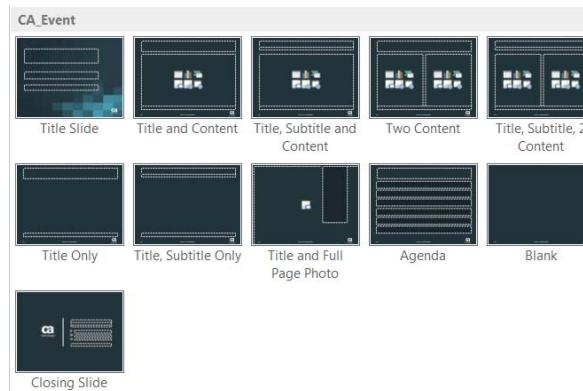 CA_Event
Title Slide
Title and Content
Title, Subtitle and
Content
Two Content
Title, Subtitle, 2
Content
Title Only
Title, Subtitle Only
Title and Full
Page Photo
Agenda
Blank
ca
Closing Slide